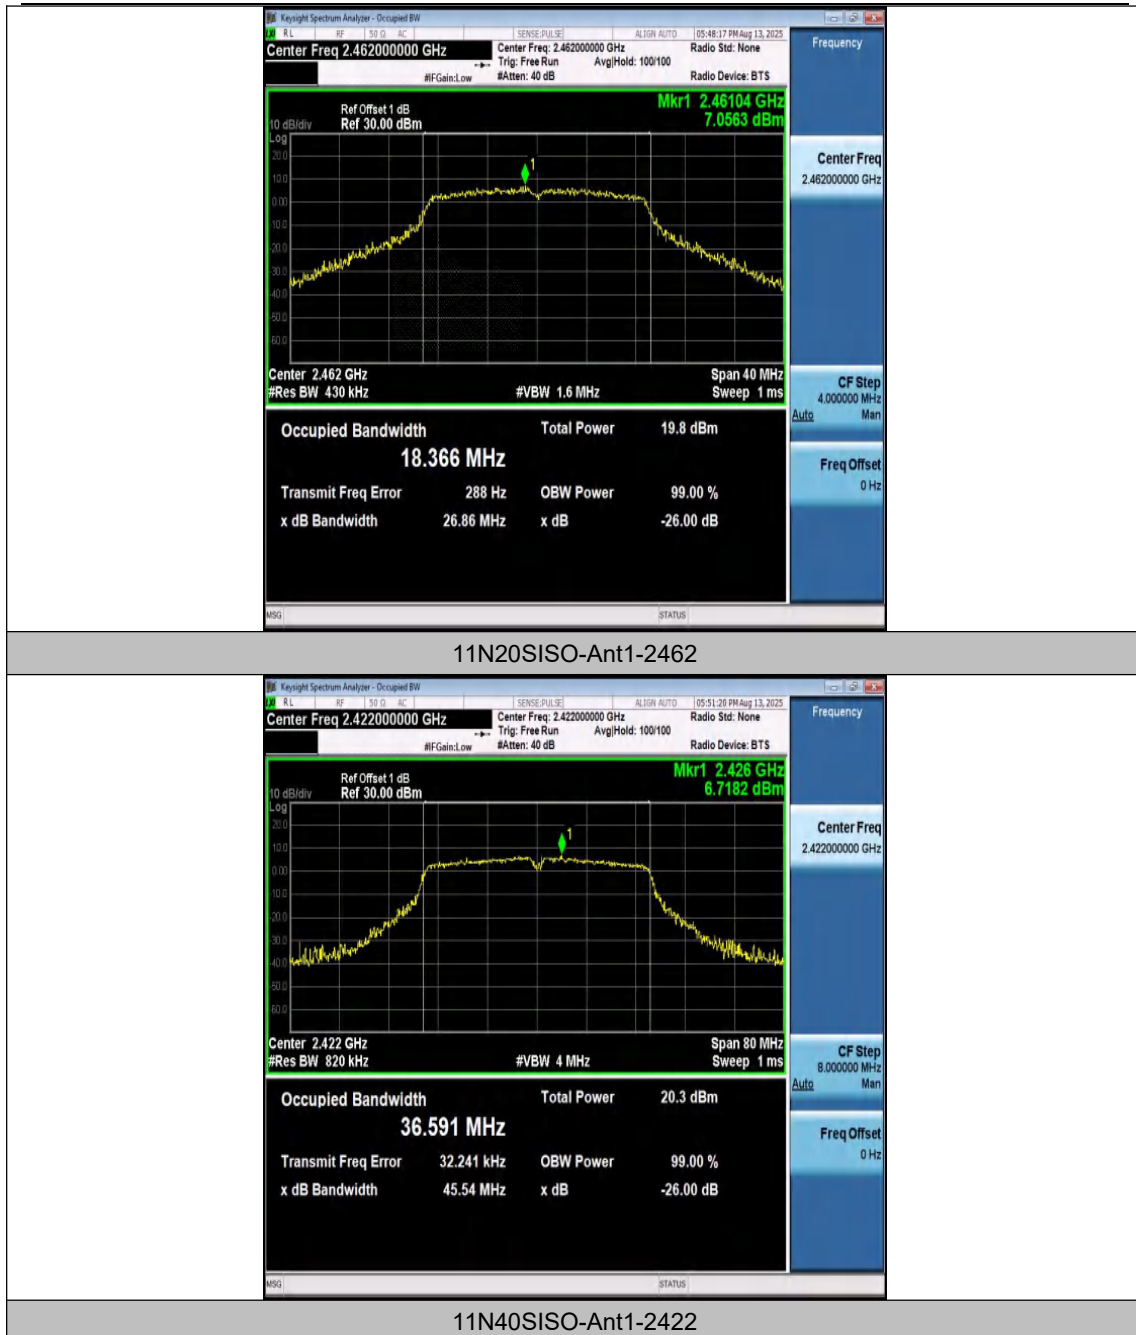 Keysight Spectrum Analyzer - Occupied BW
LXI RL RF 50 Ω AC SENSE:PULSE ALIGN AUTO 05:48:17 PM Aug 13, 2025
Center Freq 2.462000000 GHz Center Freq: 2.462000000 GHz Radio Std: None
Trig: Free Run Avg|Hold: 100/100
#IFGain:Low #Atten: 40 dB Radio Device: BTS
Frequency
Mkr1 2.46104 GHz
7.0563 dBm
Ref Offset 1 dB
10 dB/div Ref 30.00 dBm
Log
20.0
10.0
0.00
-10.0
-20.0
-30.0
-40.0
-50.0
-60.0
1
Center 2.462 GHz Span 40 MHz
#Res BW 430 kHz #VBW 1.6 MHz Sweep 1 ms
Center Freq
2.462000000 GHz
CF Step
4.000000 MHz
Auto Man
Freq Offset
0 Hz
Occupied Bandwidth Total Power 19.8 dBm
18.366 MHz
Transmit Freq Error 288 Hz OBW Power 99.00 %
x dB Bandwidth 26.86 MHz x dB -26.00 dB
MSG STATUS
11N20SISO-Ant1-2462
Keysight Spectrum Analyzer - Occupied BW
LXI RL RF 50 Ω AC SENSE:PULSE ALIGN AUTO 05:51:20 PM Aug 13, 2025
Center Freq 2.422000000 GHz Center Freq: 2.422000000 GHz Radio Std: None
Trig: Free Run Avg|Hold: 100/100
#IFGain:Low #Atten: 40 dB Radio Device: BTS
Frequency
Mkr1 2.426 GHz
6.7182 dBm
Ref Offset 1 dB
10 dB/div Ref 30.00 dBm
Log
20.0
10.0
0.00
-10.0
-20.0
-30.0
-40.0
-50.0
-60.0
1
Center 2.422 GHz Span 80 MHz
#Res BW 820 kHz #VBW 4 MHz Sweep 1 ms
Center Freq
2.422000000 GHz
CF Step
8.000000 MHz
Auto Man
Freq Offset
0 Hz
Occupied Bandwidth Total Power 20.3 dBm
36.591 MHz
Transmit Freq Error 32.241 kHz OBW Power 99.00 %
x dB Bandwidth 45.54 MHz x dB -26.00 dB
MSG STATUS
11N40SISO-Ant1-2422